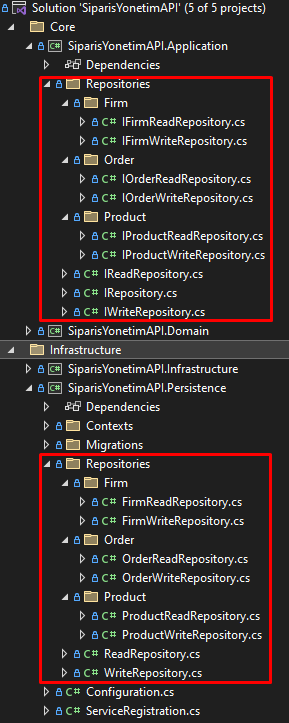 Solution 'SiparisYonetimAPI' (5 of 5 projects)
Core
C# SiparisYonetimAPI.Application
Dependencies
Repositories
Firm
C# IFirmReadRepository.cs
C# IFirmWriteRepository.cs
Order
C# IOrderReadRepository.cs
C# IOrderWriteRepository.cs
Product
C# IProductReadRepository.cs
C# IProductWriteRepository.cs
C# IReadRepository.cs
C# IRepository.cs
C# IWriteRepository.cs
C# SiparisYonetimAPI.Domain
Infrastructure
C# SiparisYonetimAPI.Infrastructure
C# SiparisYonetimAPI.Persistence
Dependencies
Contexts
Migrations
Repositories
Firm
C# FirmReadRepository.cs
C# FirmWriteRepository.cs
Order
C# OrderReadRepository.cs
C# OrderWriteRepository.cs
Product
C# ProductReadRepository.cs
C# ProductWriteRepository.cs
C# ReadRepository.cs
C# WriteRepository.cs
C# Configuration.cs
C# ServiceRegistration.cs